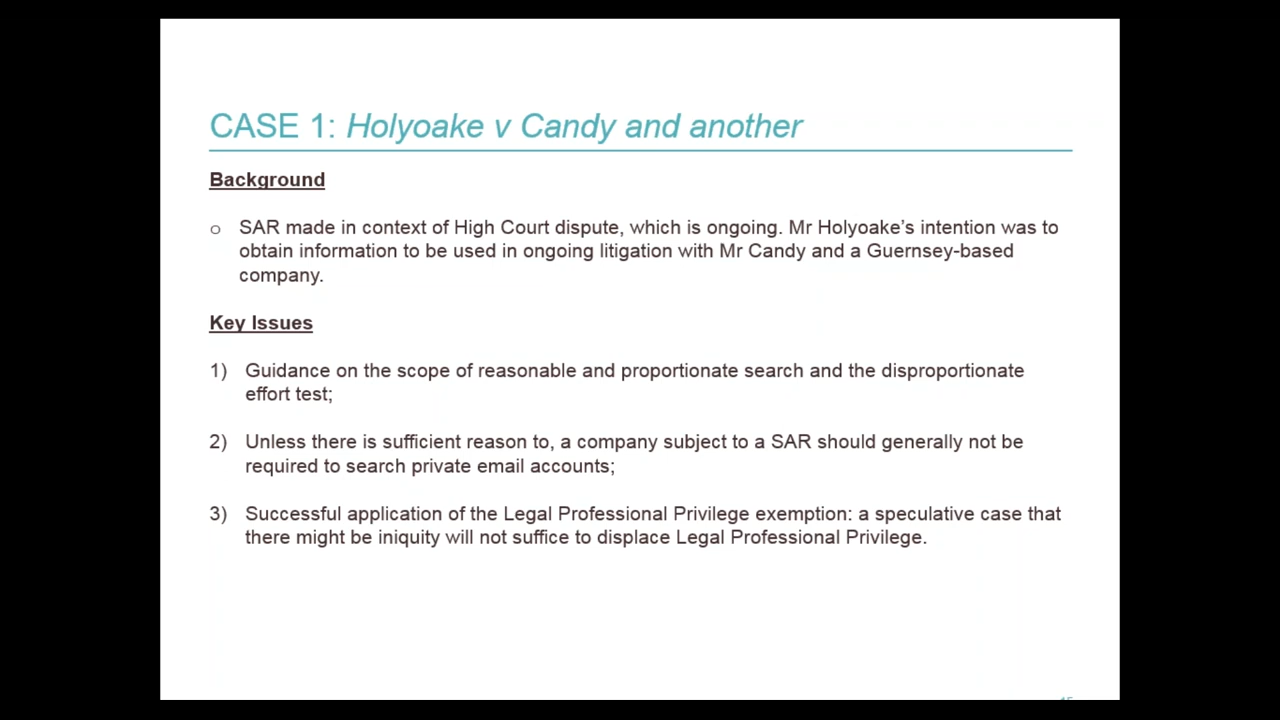 CASE 1: Holyoake v Candy and another
Background
o SAR made in context of High Court dispute, which is ongoing. Mr Holyoake’s intention was to
obtain information to be used in ongoing litigation with Mr Candy and a Guernsey-based
company.
Key Issues
1) Guidance on the scope of reasonable and proportionate search and the disproportionate
effort test;
2) Unless there is sufficient reason to, a company subject to a SAR should generally not be
required to search private email accounts;
3) Successful application of the Legal Professional Privilege exemption: a speculative case that
there might be iniquity will not suffice to displace Legal Professional Privilege.